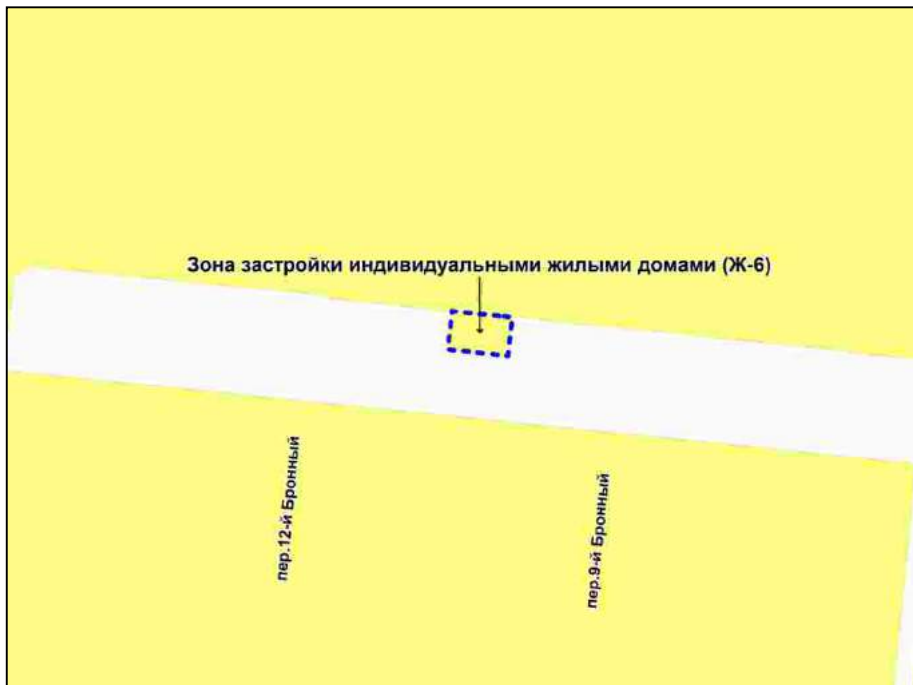 Зона застройки индивидуальными жилыми домами (Ж-6)
пер.12-й Бронный
пер.9-й Бронный